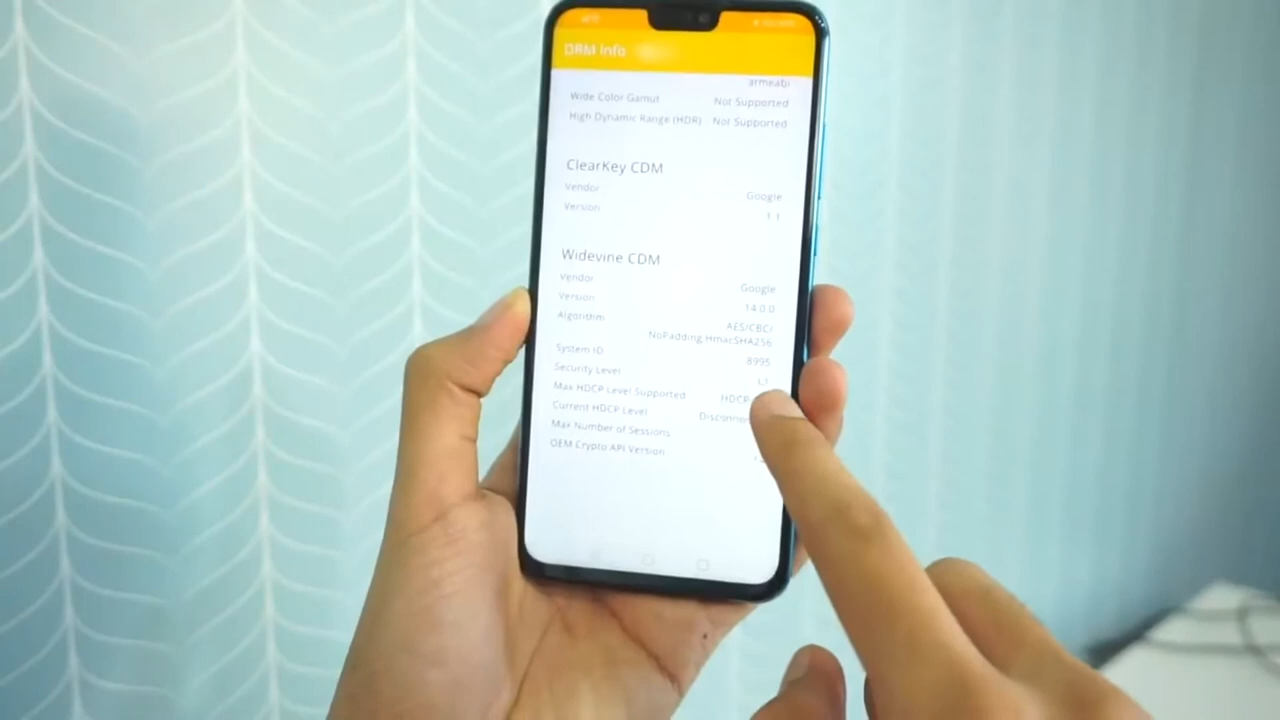 DRM Info
armeabi
Wide Color Gamut Not Supported
High Dynamic Range (HDR) Not Supported
ClearKey CDM
Vendor Google
Version 1.1
Widevine CDM
Vendor Google
Version 14.0.0
Algorithm AES/CBC/
NoPadding,HmacSHA256
System ID 8995
Security Level L1
Max HDCP Level Supported HDCP
Current HDCP Level
Max Number of Sessions
OEM Crypto API Version